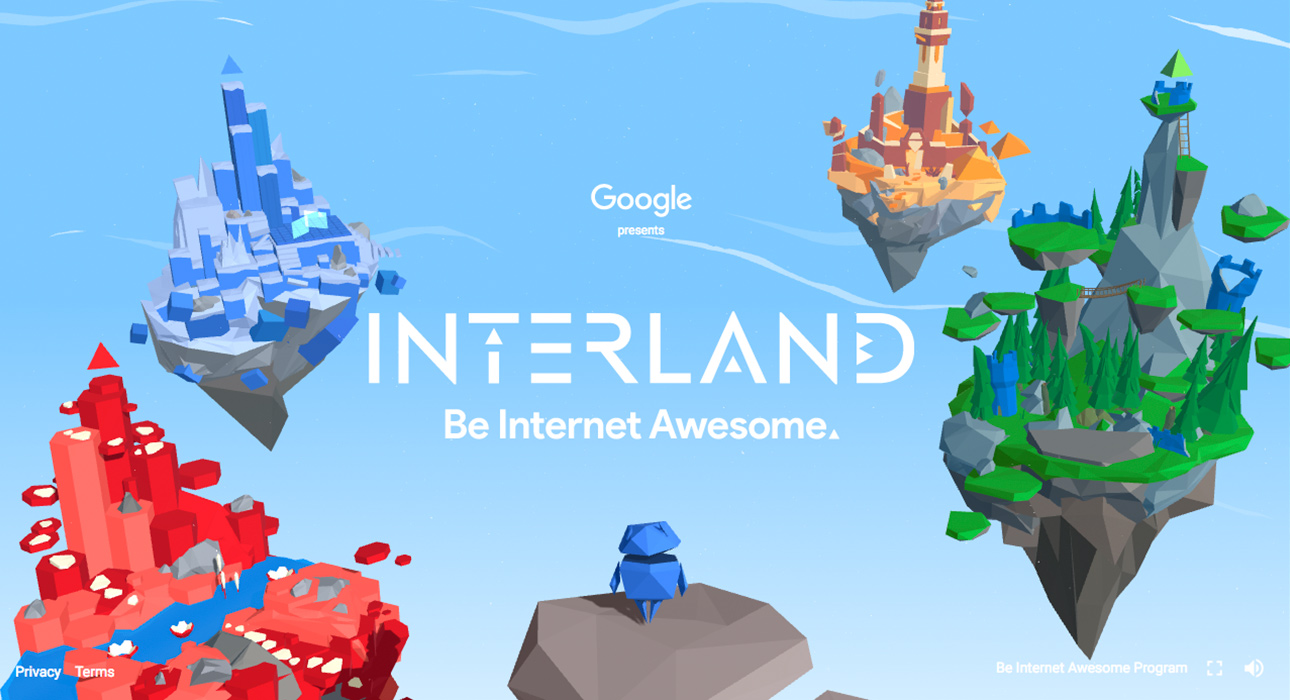 Google
presents
INTERLAND
Be Internet Awesome.
Privacy Terms
Be Internet Awesome Program